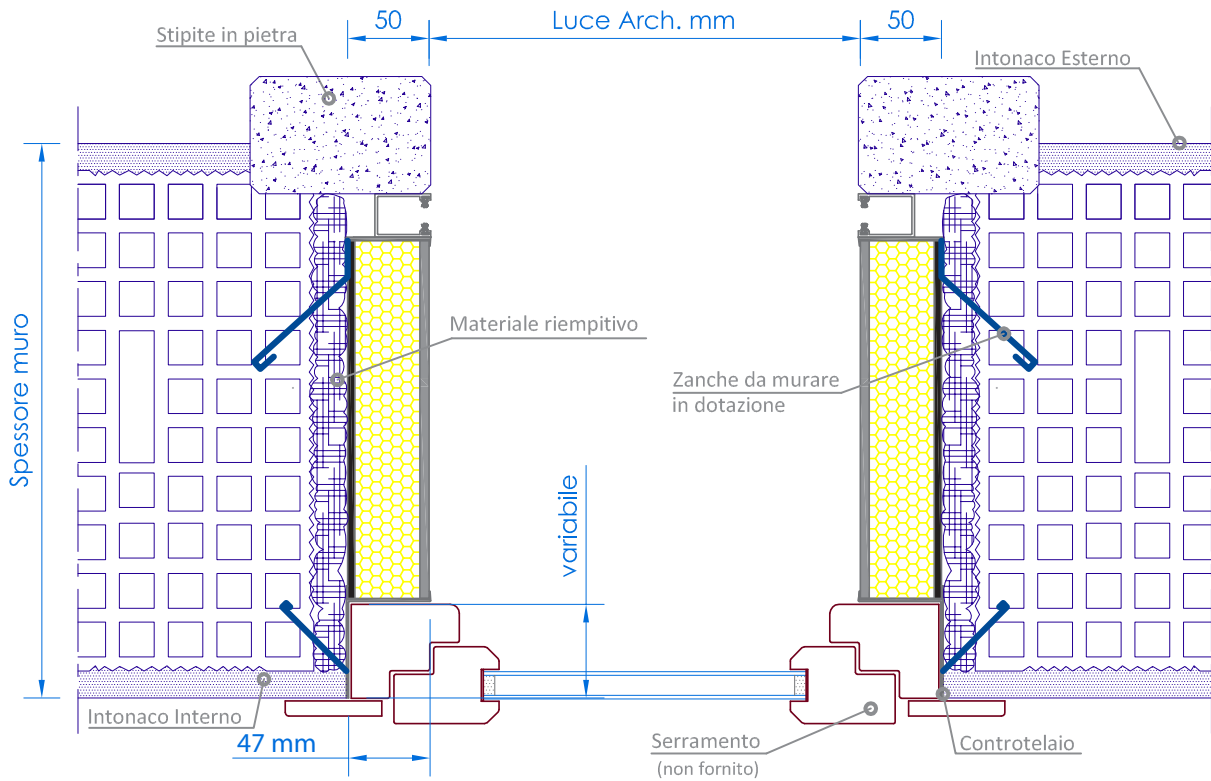 50
Luce Arch. mm
50
Stipite in pietra
Intonaco Esterno
Spessore muro
Materiale riempitivo
Zanche da murare
in dotazione
variabile
Intonaco Interno
47 mm
Serramento
(non fornito)
Controtelaio